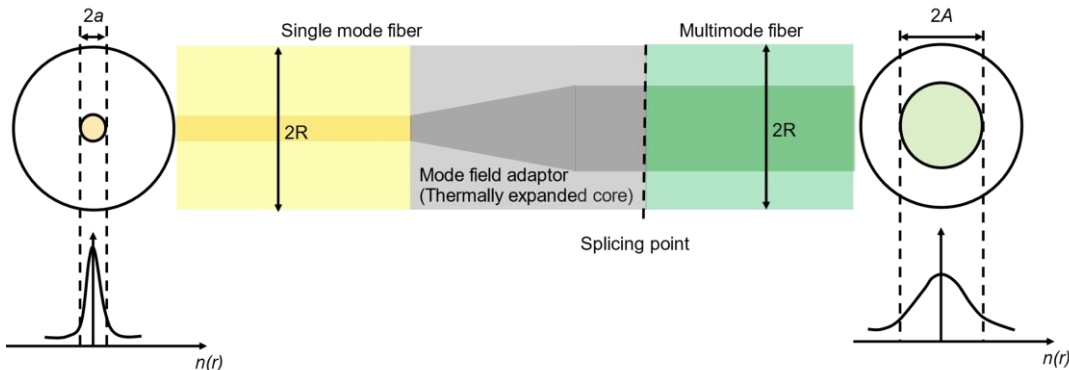 2a
Single mode fiber
Multimode fiber
2A
2R
2R
Mode field adaptor
(Thermally expanded core)
Splicing point
n(r)
n(r)